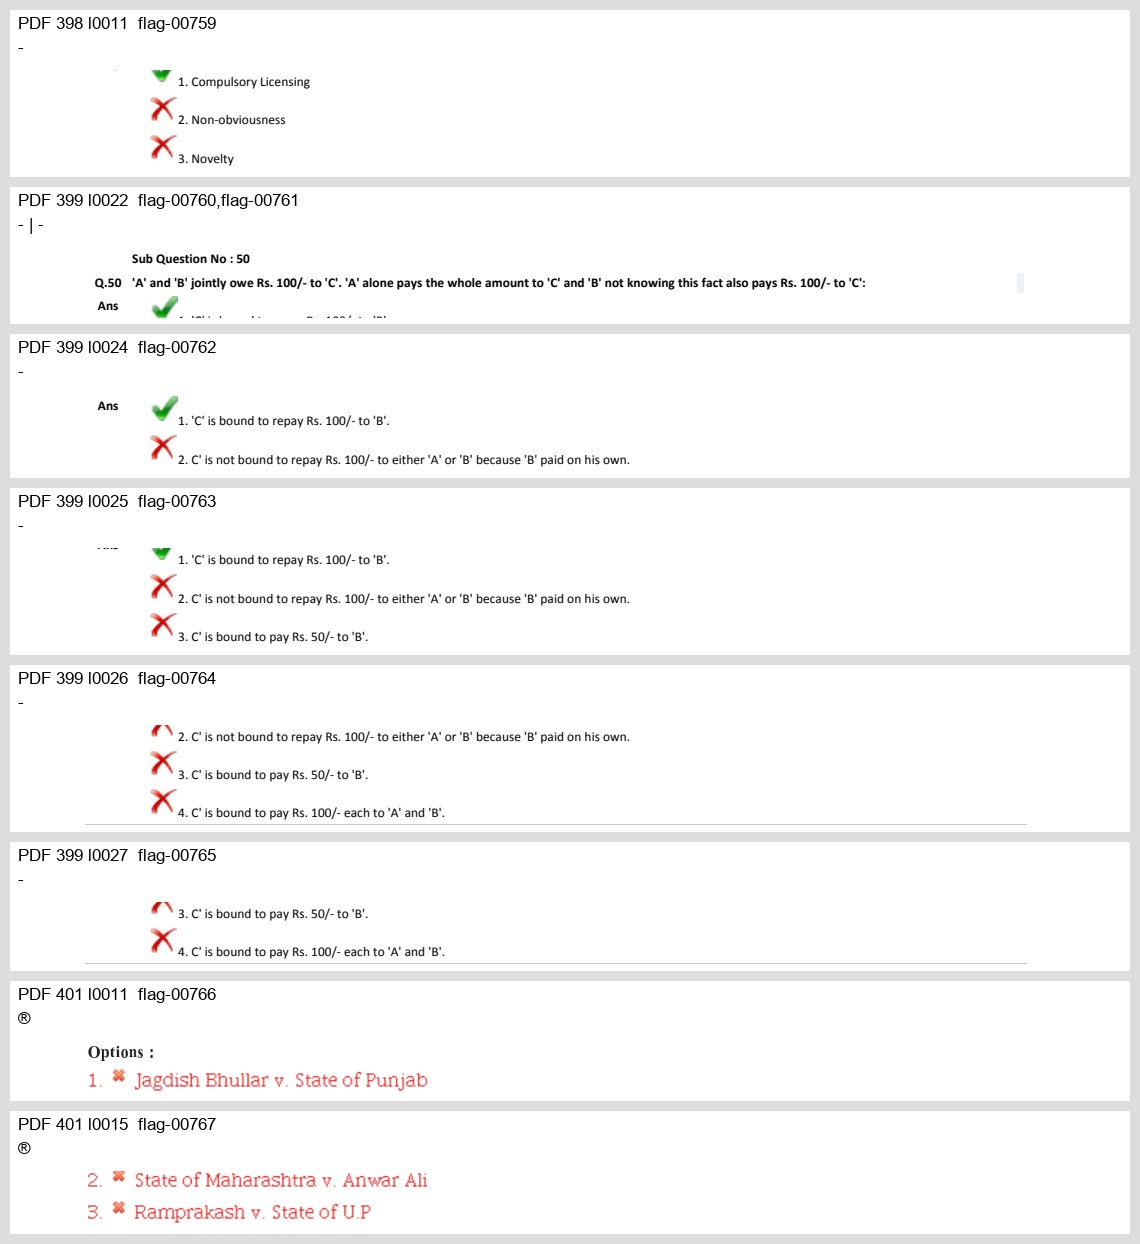 PDF 398 l0011 flag-00759
-
1. Compulsory Licensing
2. Non-obviousness
3. Novelty
PDF 399 l0022 flag-00760,flag-00761
- | -
Sub Question No : 50
Q.50 'A' and 'B' jointly owe Rs. 100/- to 'C'. 'A' alone pays the whole amount to 'C' and 'B' not knowing this fact also pays Rs. 100/- to 'C':
Ans
PDF 399 l0024 flag-00762
-
Ans
1. 'C' is bound to repay Rs. 100/- to 'B'.
2. C' is not bound to repay Rs. 100/- to either 'A' or 'B' because 'B' paid on his own.
PDF 399 l0025 flag-00763
-
1. 'C' is bound to repay Rs. 100/- to 'B'.
2. C' is not bound to repay Rs. 100/- to either 'A' or 'B' because 'B' paid on his own.
3. C' is bound to pay Rs. 50/- to 'B'.
PDF 399 l0026 flag-00764
-
2. C' is not bound to repay Rs. 100/- to either 'A' or 'B' because 'B' paid on his own.
3. C' is bound to pay Rs. 50/- to 'B'.
4. C' is bound to pay Rs. 100/- each to 'A' and 'B'.
PDF 399 l0027 flag-00765
-
3. C' is bound to pay Rs. 50/- to 'B'.
4. C' is bound to pay Rs. 100/- each to 'A' and 'B'.
PDF 401 l0011 flag-00766
®
Options :
1. Jagdish Bhullar v. State of Punjab
PDF 401 l0015 flag-00767
®
2. State of Maharashtra v. Anwar Ali
3. Ramprakash v. State of U.P